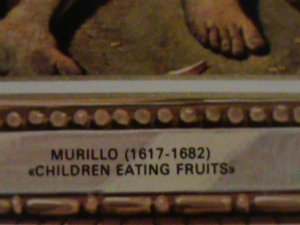 MURILLO (1617-1682)
«CHILDREN EATING FRUITS»